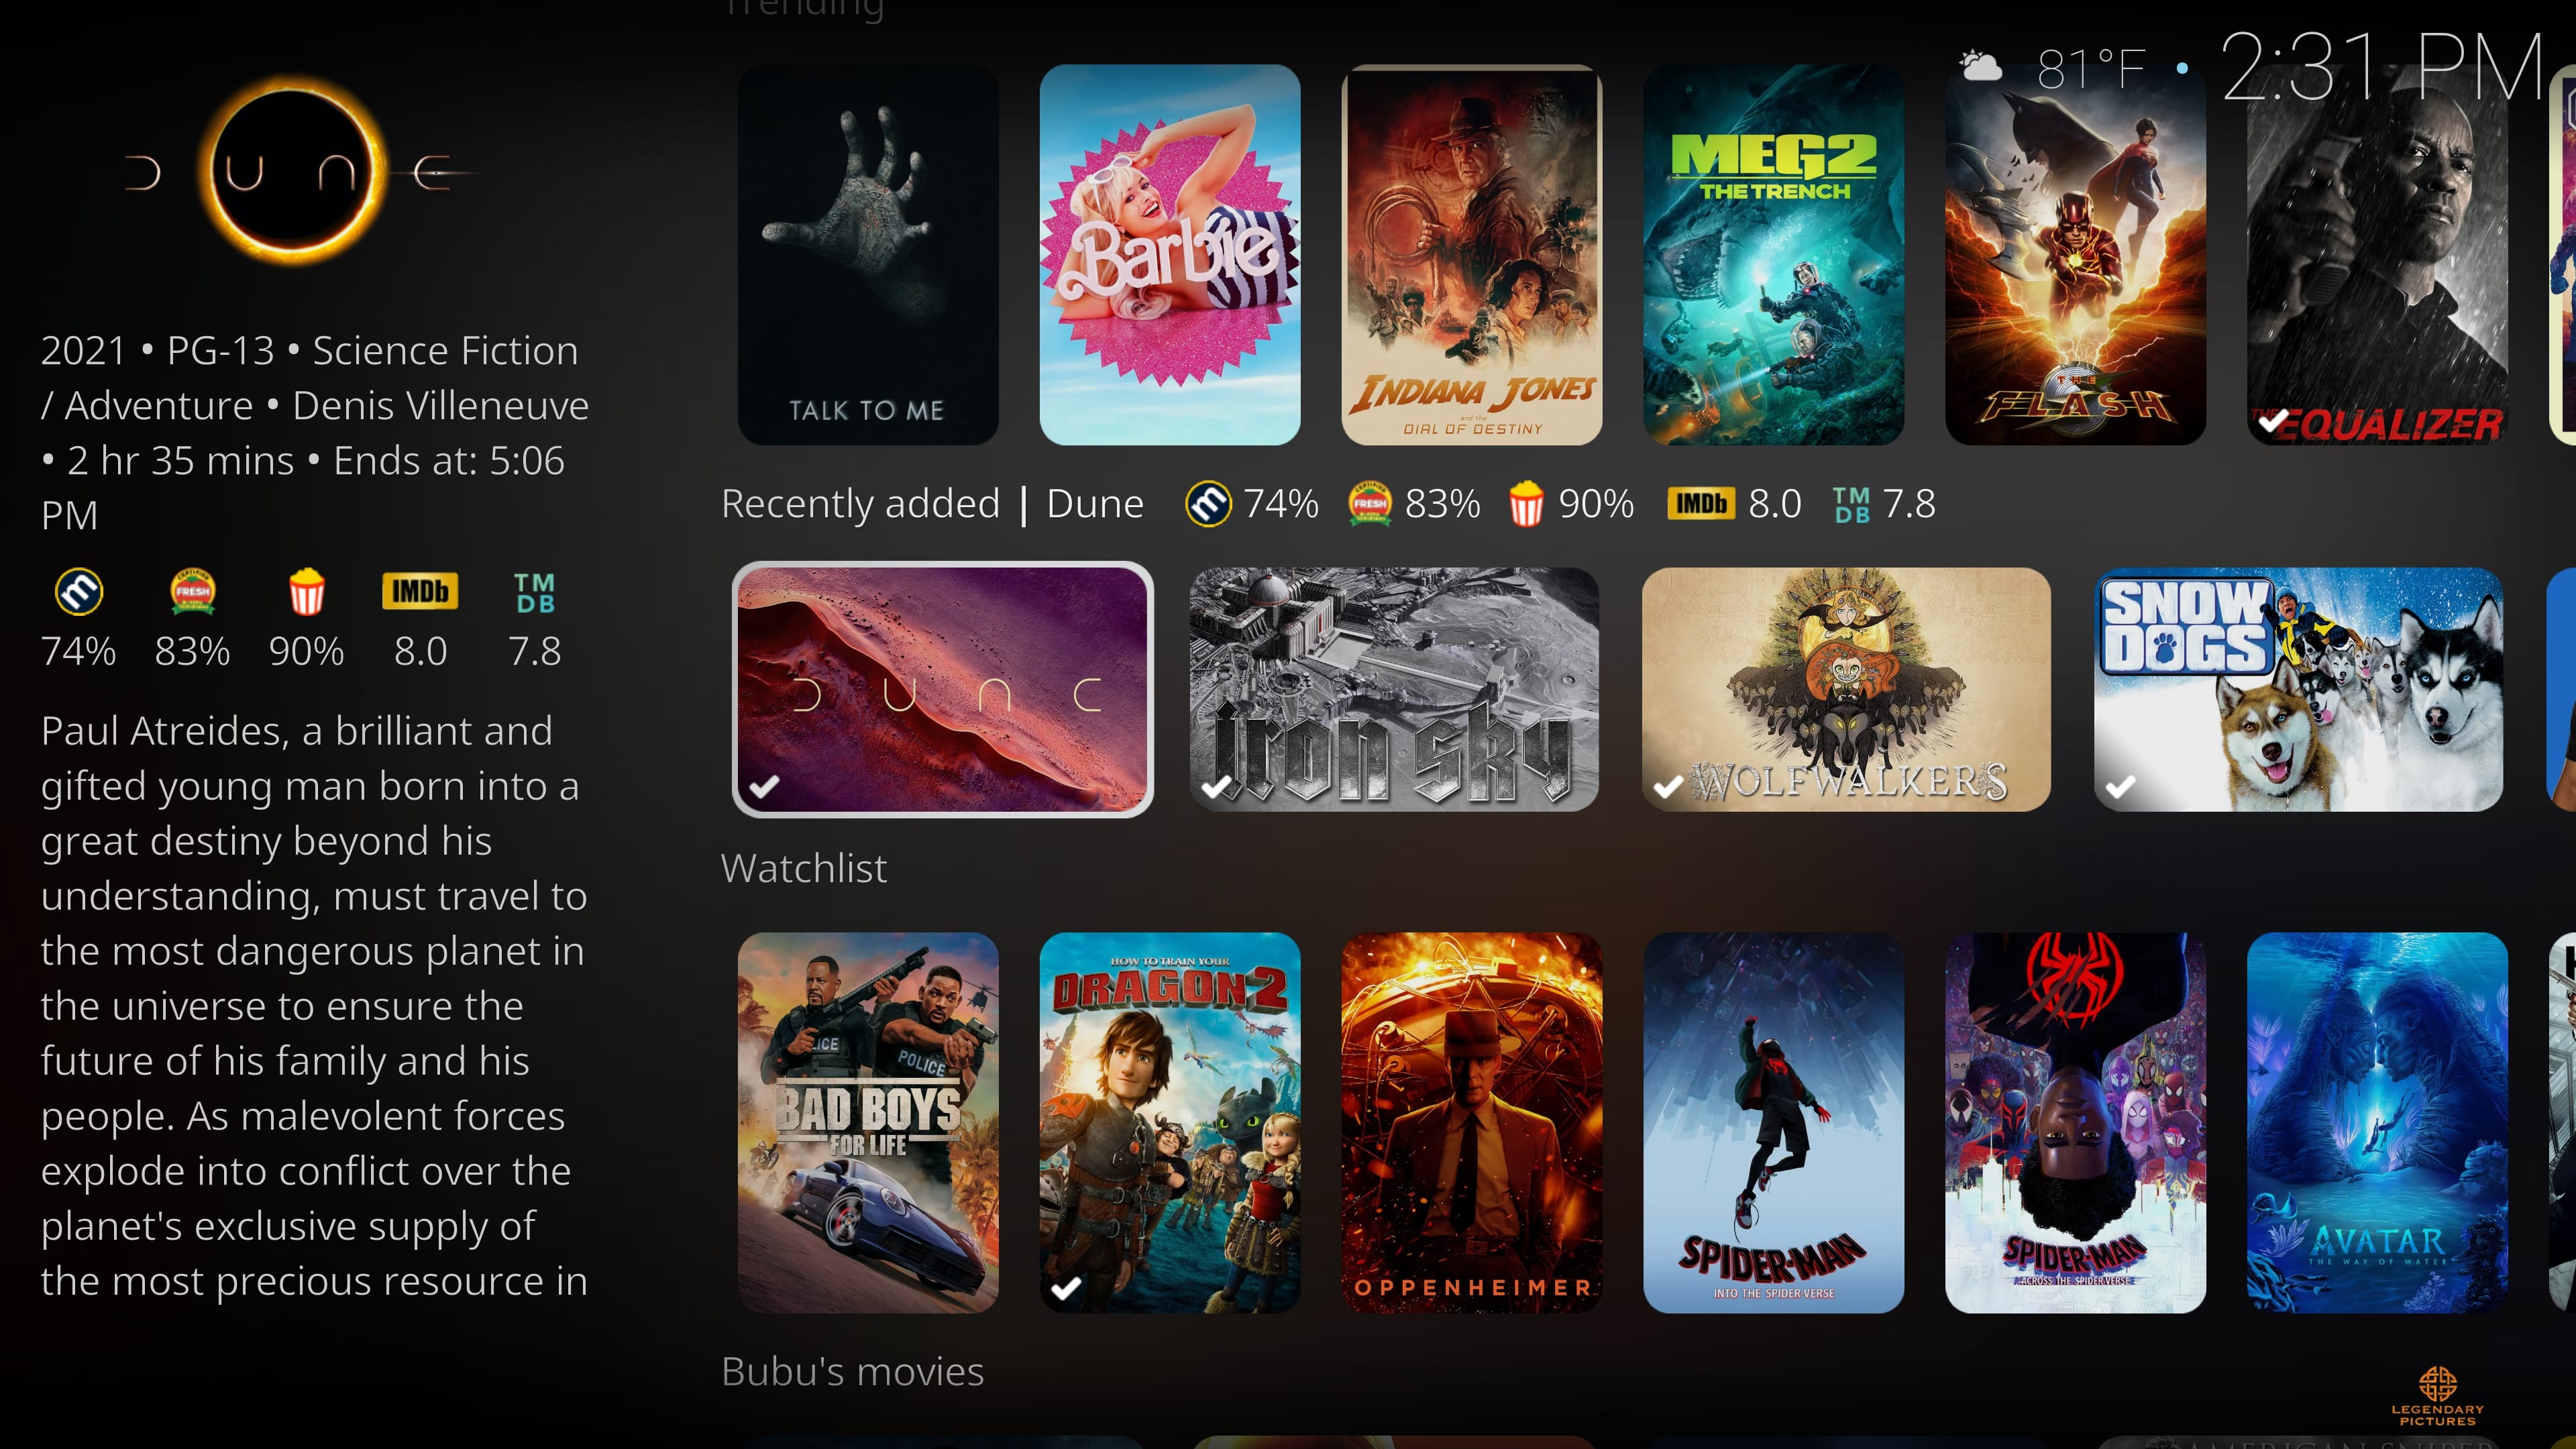 Trending
81°F • 2:31 PM
DUNE
2021 • PG-13 • Science Fiction
/ Adventure • Denis Villeneuve
• 2 hr 35 mins • Ends at: 5:06
PM
m
CERTIFIED
FRESH
IMDb
TM
DB
74% 83% 90% 8.0 7.8
Paul Atreides, a brilliant and
gifted young man born into a
great destiny beyond his
understanding, must travel to
the most dangerous planet in
the universe to ensure the
future of his family and his
people. As malevolent forces
explode into conflict over the
planet's exclusive supply of
the most precious resource in
TALK TO ME
Barbie
INDIANA JONES
and the
DIAL OF DESTINY
MEG2
THE TRENCH
THE
FLASH
THE EQUALIZER
Recently added | Dune m 74% CERTIFIED FRESH 83% 90% IMDb 8.0 TMDB 7.8
DUNE
iron sky
WOLFWALKERS
SNOW
DOGS
Watchlist
POLICE
BAD BOYS
FOR LIFE
HOW TO TRAIN YOUR
DRAGON 2
OPPENHEIMER
SPIDER-MAN
INTO THE SPIDER-VERSE
SPIDER-MAN
ACROSS THE SPIDER-VERSE
AVATAR
THE WAY OF WATER
Bubu's movies
LEGENDARY
PICTURES
AMERICAN SNIPER